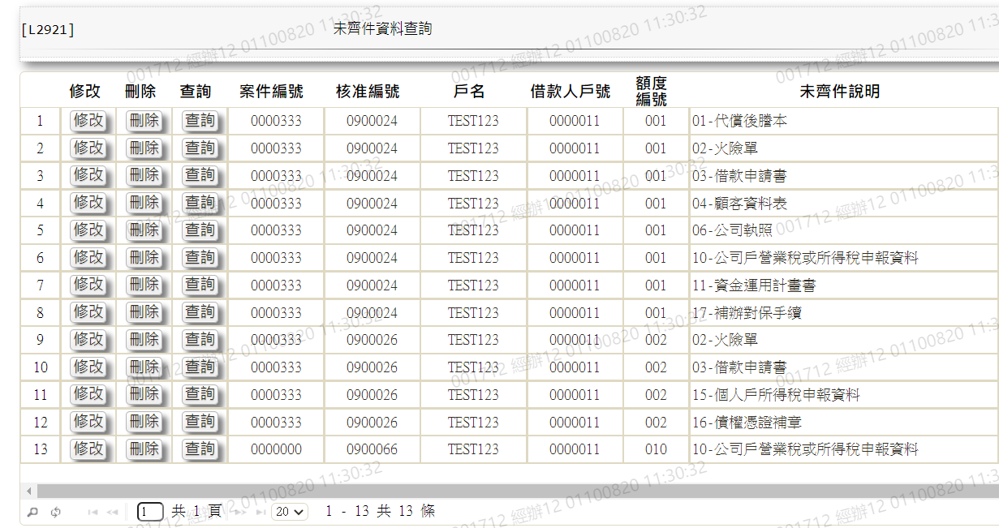 [L2921] 未齊件資料查詢
修改 刪除 查詢 案件編號 核准編號 戶名 借款人戶號 額度編號 未齊件說明
1 修改 刪除 查詢 0000333 0900024 TEST123 0000011 001 01-代償後謄本
2 修改 刪除 查詢 0000333 0900024 TEST123 0000011 001 02-火險單
3 修改 刪除 查詢 0000333 0900024 TEST123 0000011 001 03-借款申請書
4 修改 刪除 查詢 0000333 0900024 TEST123 0000011 001 04-顧客資料表
5 修改 刪除 查詢 0000333 0900024 TEST123 0000011 001 06-公司執照
6 修改 刪除 查詢 0000333 0900024 TEST123 0000011 001 10-公司戶營業稅或所得稅申報資料
7 修改 刪除 查詢 0000333 0900024 TEST123 0000011 001 11-資金運用計畫書
8 修改 刪除 查詢 0000333 0900024 TEST123 0000011 001 17-補辦對保手續
9 修改 刪除 查詢 0000333 0900026 TEST123 0000011 002 02-火險單
10 修改 刪除 查詢 0000333 0900026 TEST123 0000011 002 03-借款申請書
11 修改 刪除 查詢 0000333 0900026 TEST123 0000011 002 15-個人戶所得稅申報資料
12 修改 刪除 查詢 0000333 0900026 TEST123 0000011 002 16-債權憑證補章
13 修改 刪除 查詢 0000000 0900066 TEST123 0000011 010 10-公司戶營業稅或所得稅申報資料
1 共 1 頁 20 1 - 13 共 13 條
001712 經辦12 01100820 11:30:32